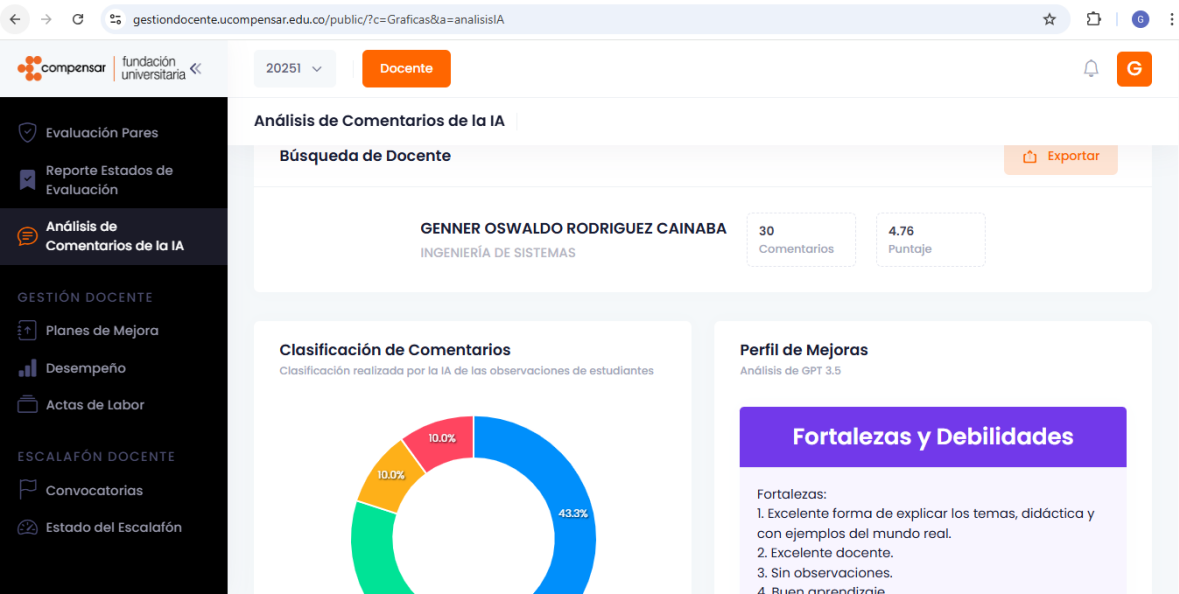 gestiondocente.ucompensar.edu.co/public/?c=Graficas&a=analisisIA
G
compensar
fundación
universitaria
20251
Docente
G
Análisis de Comentarios de la IA
Evaluación Pares
Reporte Estados de
Evaluación
Análisis de
Comentarios de la IA
GESTIÓN DOCENTE
Planes de Mejora
Desempeño
Actas de Labor
ESCALAFÓN DOCENTE
Convocatorias
Estado del Escalafón
Búsqueda de Docente
Exportar
GENNER OSWALDO RODRIGUEZ CAINABA
INGENIERÍA DE SISTEMAS
30
Comentarios
4.76
Puntaje
Clasificación de Comentarios
Clasificación realizada por la IA de las observaciones de estudiantes
10.0%
10.0%
43.3%
Perfil de Mejoras
Análisis de GPT 3.5
Fortalezas y Debilidades
Fortalezas:
1. Excelente forma de explicar los temas, didáctica y
con ejemplos del mundo real.
2. Excelente docente.
3. Sin observaciones.
4. Buen aprendizaje